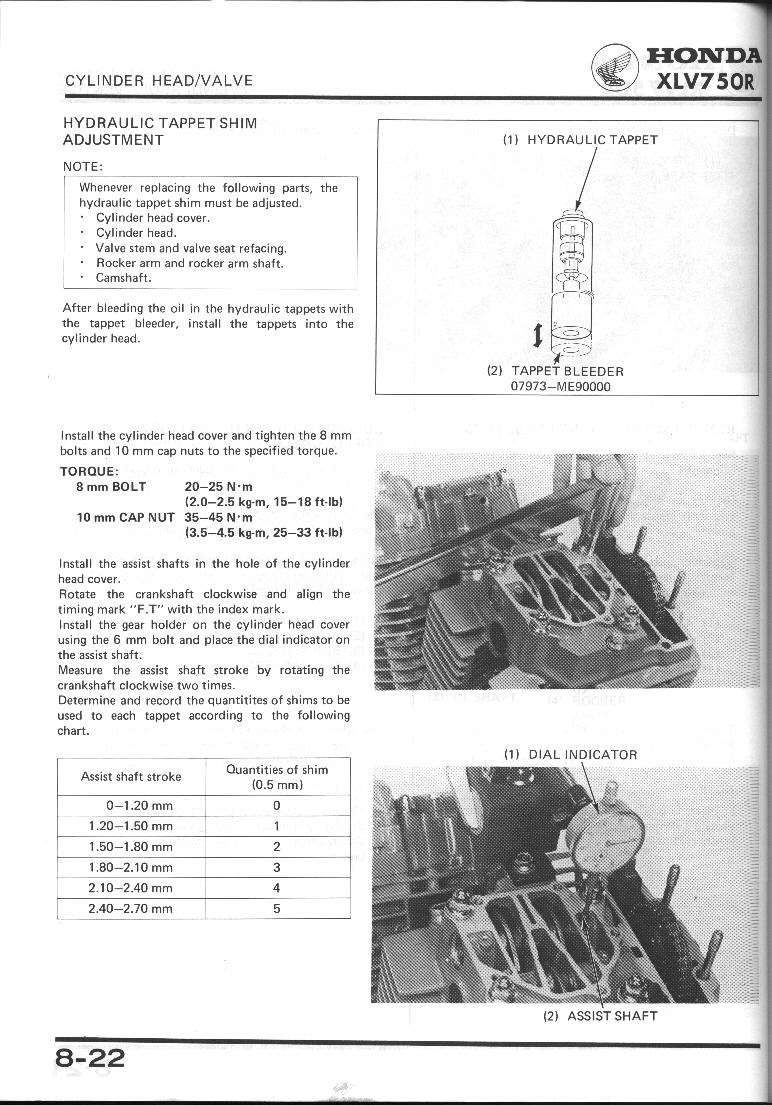 CYLINDER HEAD/VALVE
HONDA
XLV750R
HYDRAULIC TAPPET SHIM
ADJUSTMENT
NOTE:
Whenever replacing the following parts, the
hydraulic tappet shim must be adjusted.
· Cylinder head cover.
· Cylinder head.
· Valve stem and valve seat refacing.
· Rocker arm and rocker arm shaft.
· Camshaft.
After bleeding the oil in the hydraulic tappets with
the tappet bleeder, install the tappets into the
cylinder head.
(1) HYDRAULIC TAPPET
(2) TAPPET BLEEDER
07973—ME90000
Install the cylinder head cover and tighten the 8 mm
bolts and 10 mm cap nuts to the specified torque.
TORQUE:
8 mm BOLT 20—25 N·m
(2.0—2.5 kg-m, 15—18 ft-lb)
10 mm CAP NUT 35—45 N·m
(3.5—4.5 kg-m, 25—33 ft-lb)
Install the assist shafts in the hole of the cylinder
head cover.
Rotate the crankshaft clockwise and align the
timing mark "F.T" with the index mark.
Install the gear holder on the cylinder head cover
using the 6 mm bolt and place the dial indicator on
the assist shaft.
Measure the assist shaft stroke by rotating the
crankshaft clockwise two times.
Determine and record the quantitites of shims to be
used to each tappet according to the following
chart.
Assist shaft stroke Quantities of shim
(0.5 mm)
0—1.20 mm 0
1.20—1.50 mm 1
1.50—1.80 mm 2
1.80—2.10 mm 3
2.10—2.40 mm 4
2.40—2.70 mm 5
(1) DIAL INDICATOR
(2) ASSIST SHAFT
8-22